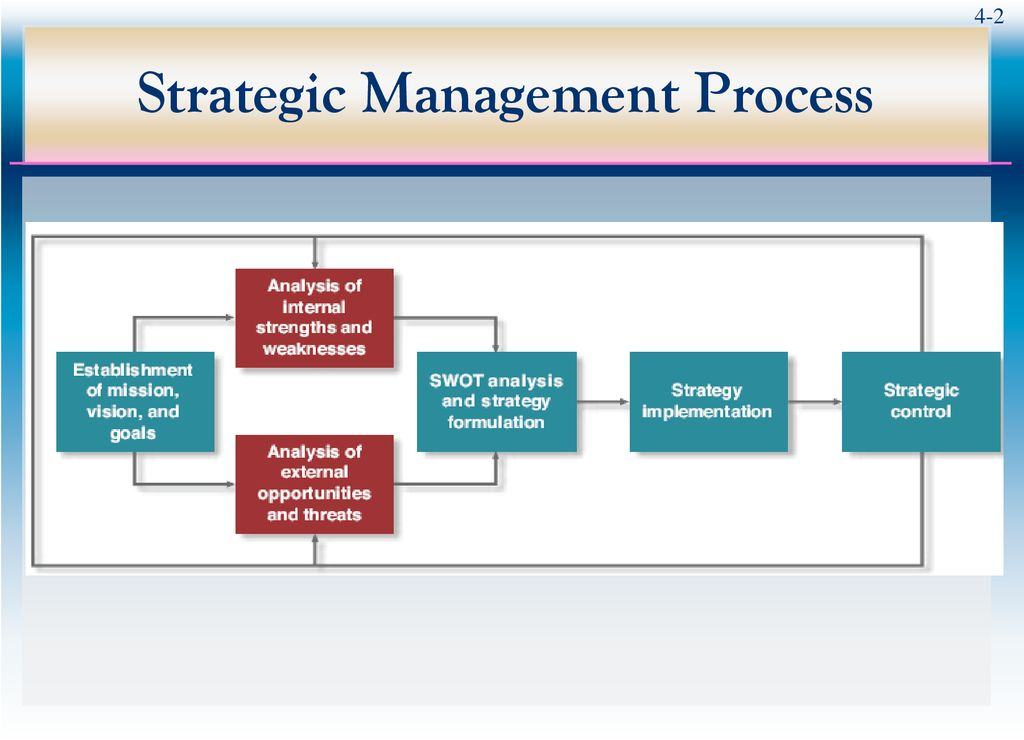 4-2
Strategic Management Process
Analysis of
internal
strengths and
weaknesses
Establishment
of mission,
vision, and
goals
Analysis of
external
opportunities
and threats
SWOT analysis
and strategy
formulation
Strategy
implementation
Strategic
control